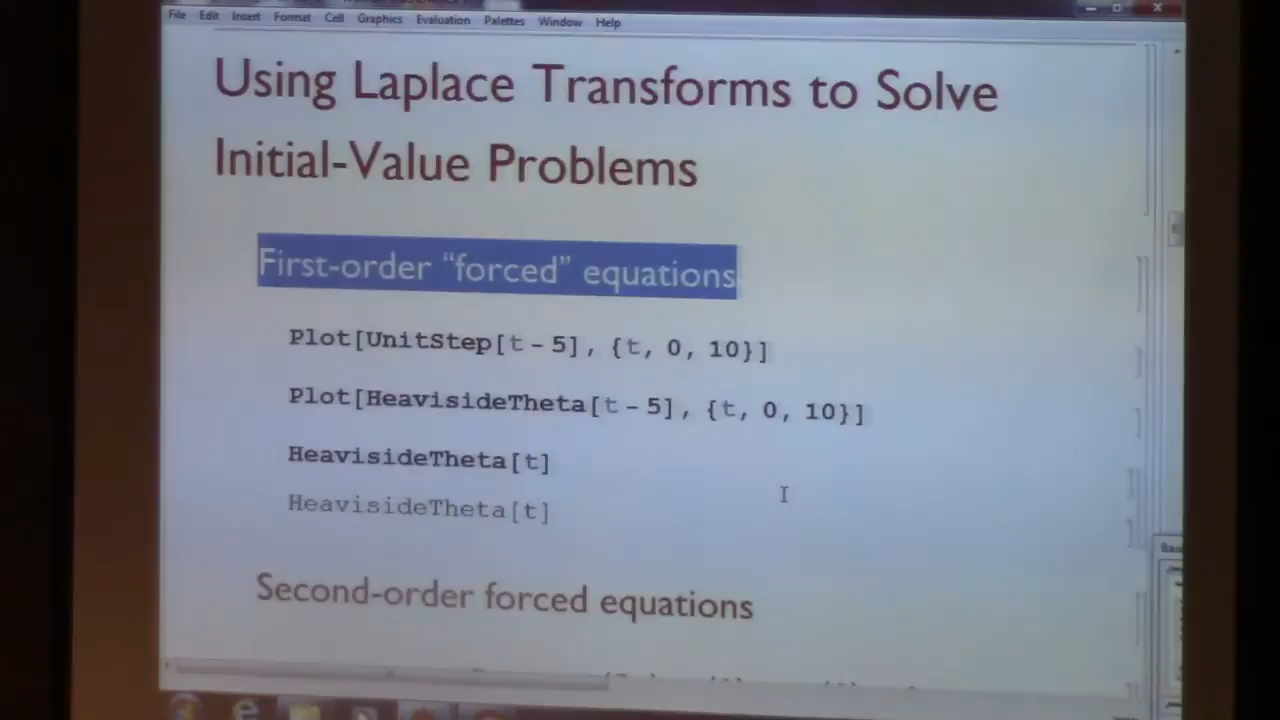 File Edit Insert Format Cell Graphics Evaluation Palettes Window Help
Using Laplace Transforms to Solve
Initial-Value Problems
First-order “forced” equations
Plot[UnitStep[t - 5], {t, 0, 10}]
Plot[HeavisideTheta[t - 5], {t, 0, 10}]
HeavisideTheta[t]
HeavisideTheta[t]
Second-order forced equations